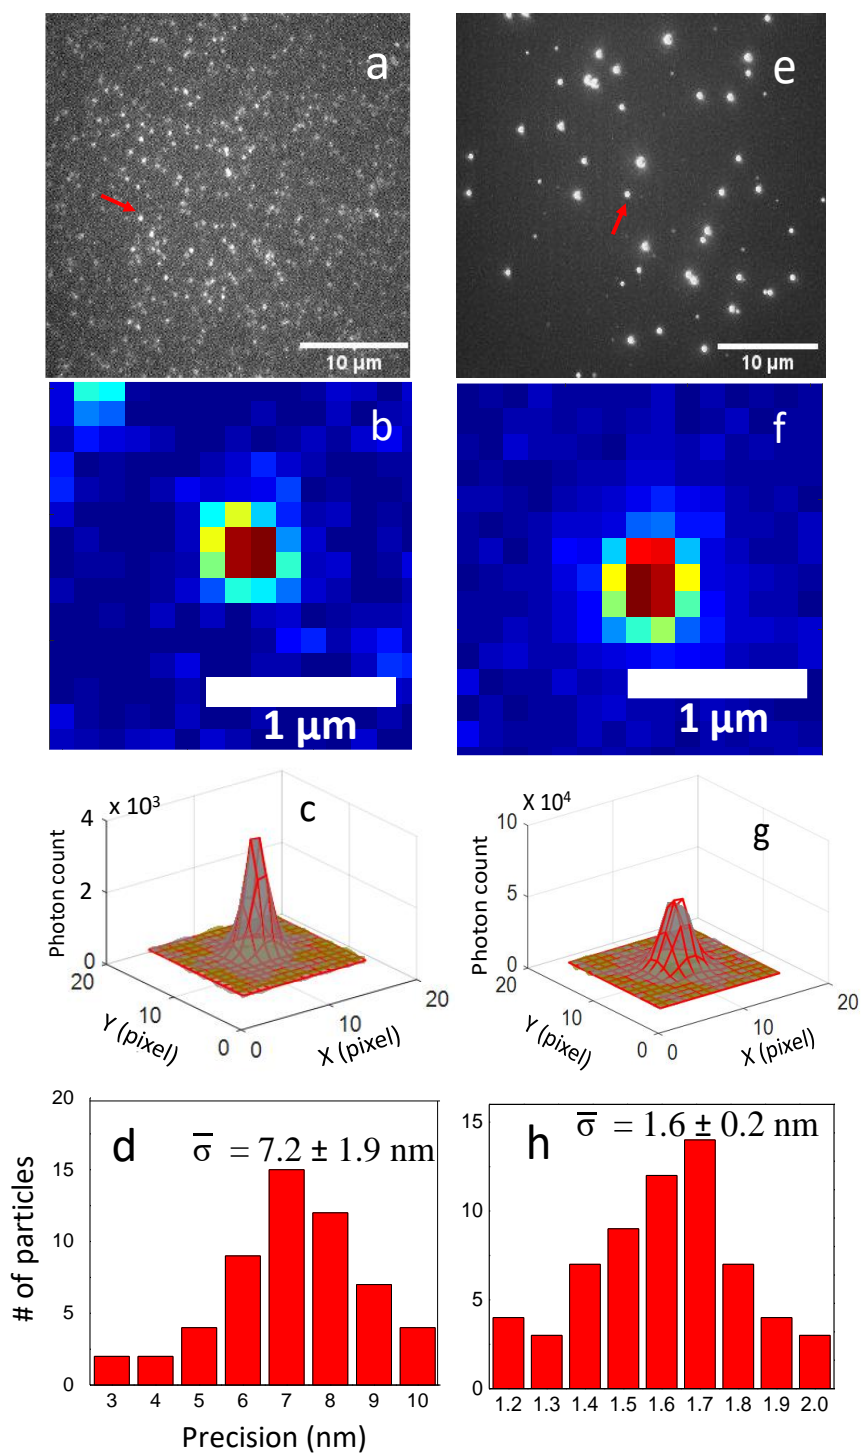 a
10 µm
e
10 µm
b
1 µm
f
1 µm
x 10³
c
4
2
0
Photon count
20
10
0
Y (pixel)
0
10
20
X (pixel)
X 10⁴
g
10
5
0
Photon count
20
10
0
Y (pixel)
0
10
20
X (pixel)
d
σ̅ = 7.2 ± 1.9 nm
20
15
10
5
0
# of particles
3 4 5 6 7 8 9 10
Precision (nm)
h
σ̅ = 1.6 ± 0.2 nm
15
10
5
0
1.2 1.3 1.4 1.5 1.6 1.7 1.8 1.9 2.0